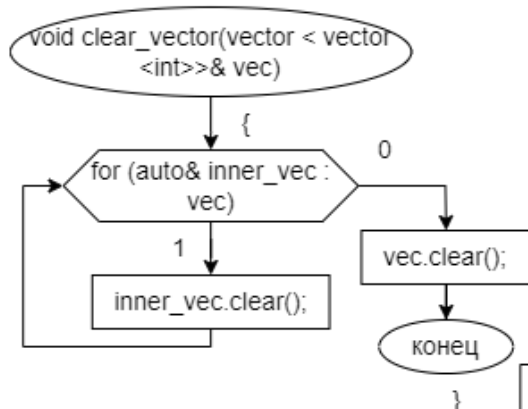 void clear_vector(vector < vector
<int>>& vec)
{
0
for (auto& inner_vec :
vec)
1
vec.clear();
inner_vec.clear();
конец
}